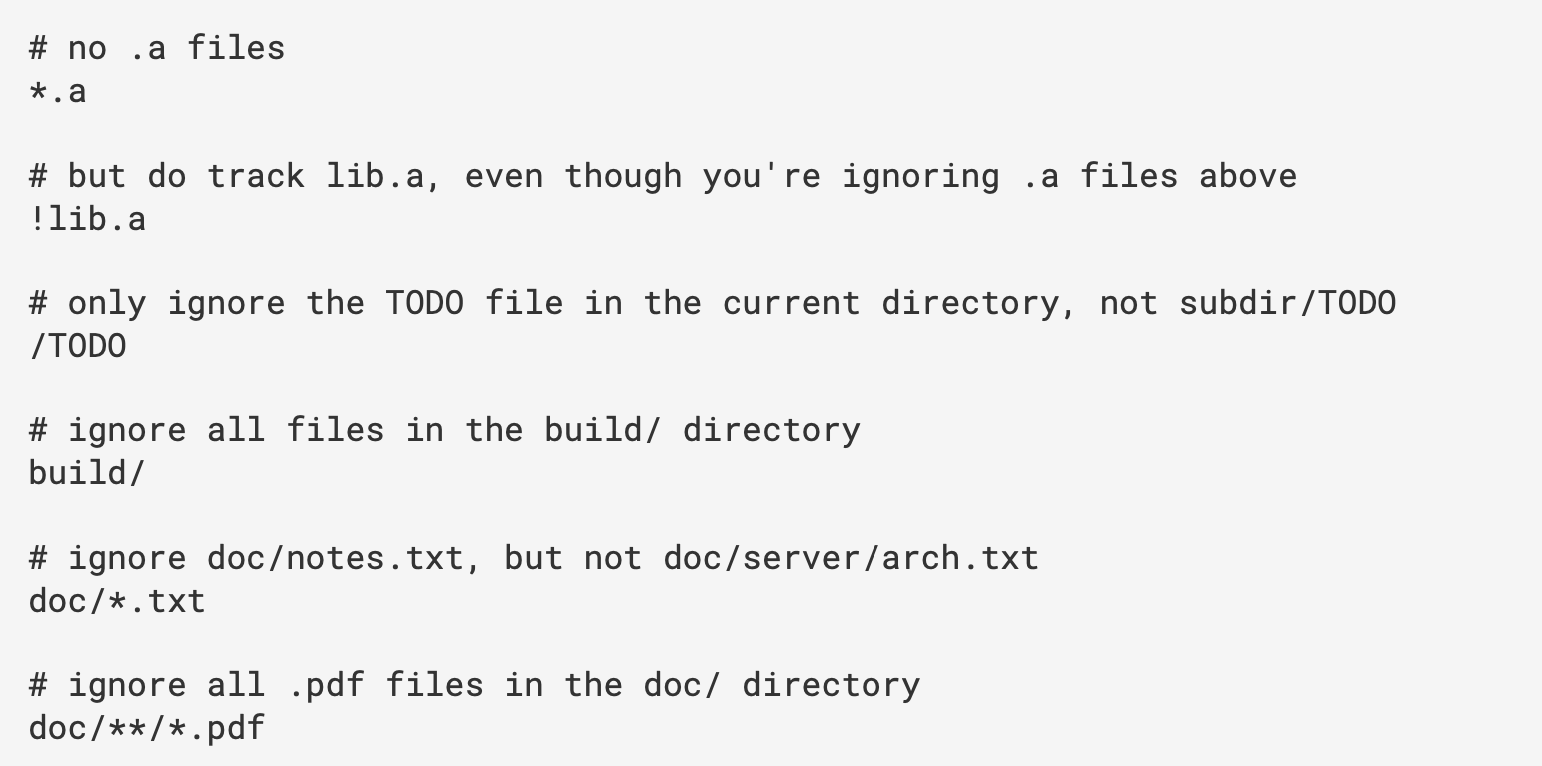 # no .a files
*.a
# but do track lib.a, even though you're ignoring .a files above
!lib.a
# only ignore the TODO file in the current directory, not subdir/TODO
/TODO
# ignore all files in the build/ directory
build/
# ignore doc/notes.txt, but not doc/server/arch.txt
doc/*.txt
# ignore all .pdf files in the doc/ directory
doc/**/*.pdf